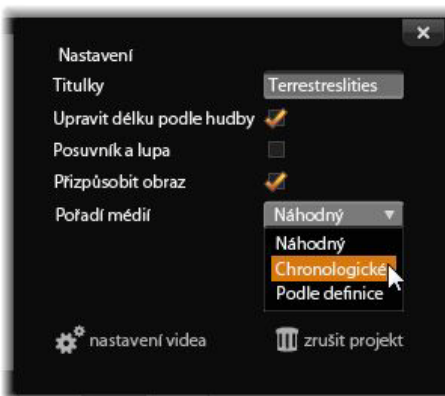 Nastavení
Titulky Terrestreslities
Upravit délku podle hudby
Posuvník a lupa
Přizpůsobit obraz
Pořadí médií Náhodný
Náhodný
Chronologické
Podle definice
nastavení videa zrušit projekt